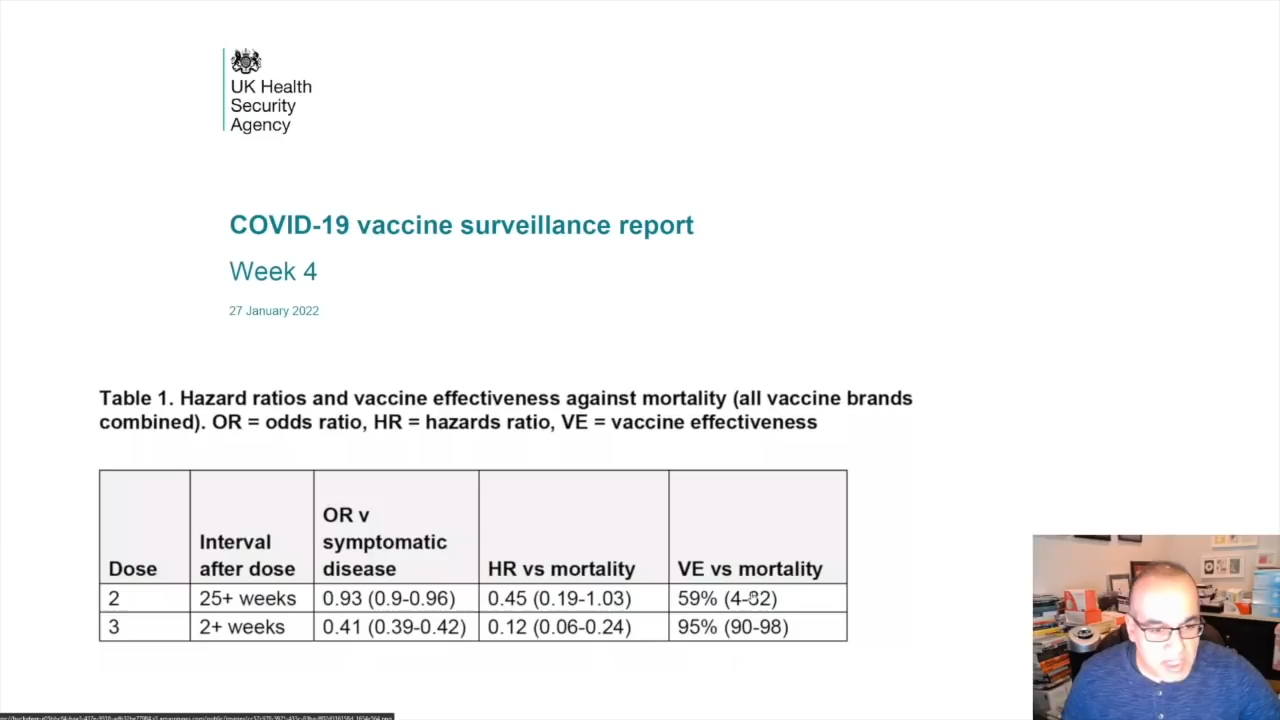 UK Health
Security
Agency
COVID-19 vaccine surveillance report
Week 4
27 January 2022
Table 1. Hazard ratios and vaccine effectiveness against mortality (all vaccine brands
combined). OR = odds ratio, HR = hazards ratio, VE = vaccine effectiveness
Dose Interval after dose OR v symptomatic disease HR vs mortality VE vs mortality
2 25+ weeks 0.93 (0.9-0.96) 0.45 (0.19-1.03) 59% (4-82)
3 2+ weeks 0.41 (0.39-0.42) 0.12 (0.06-0.24) 95% (90-98)